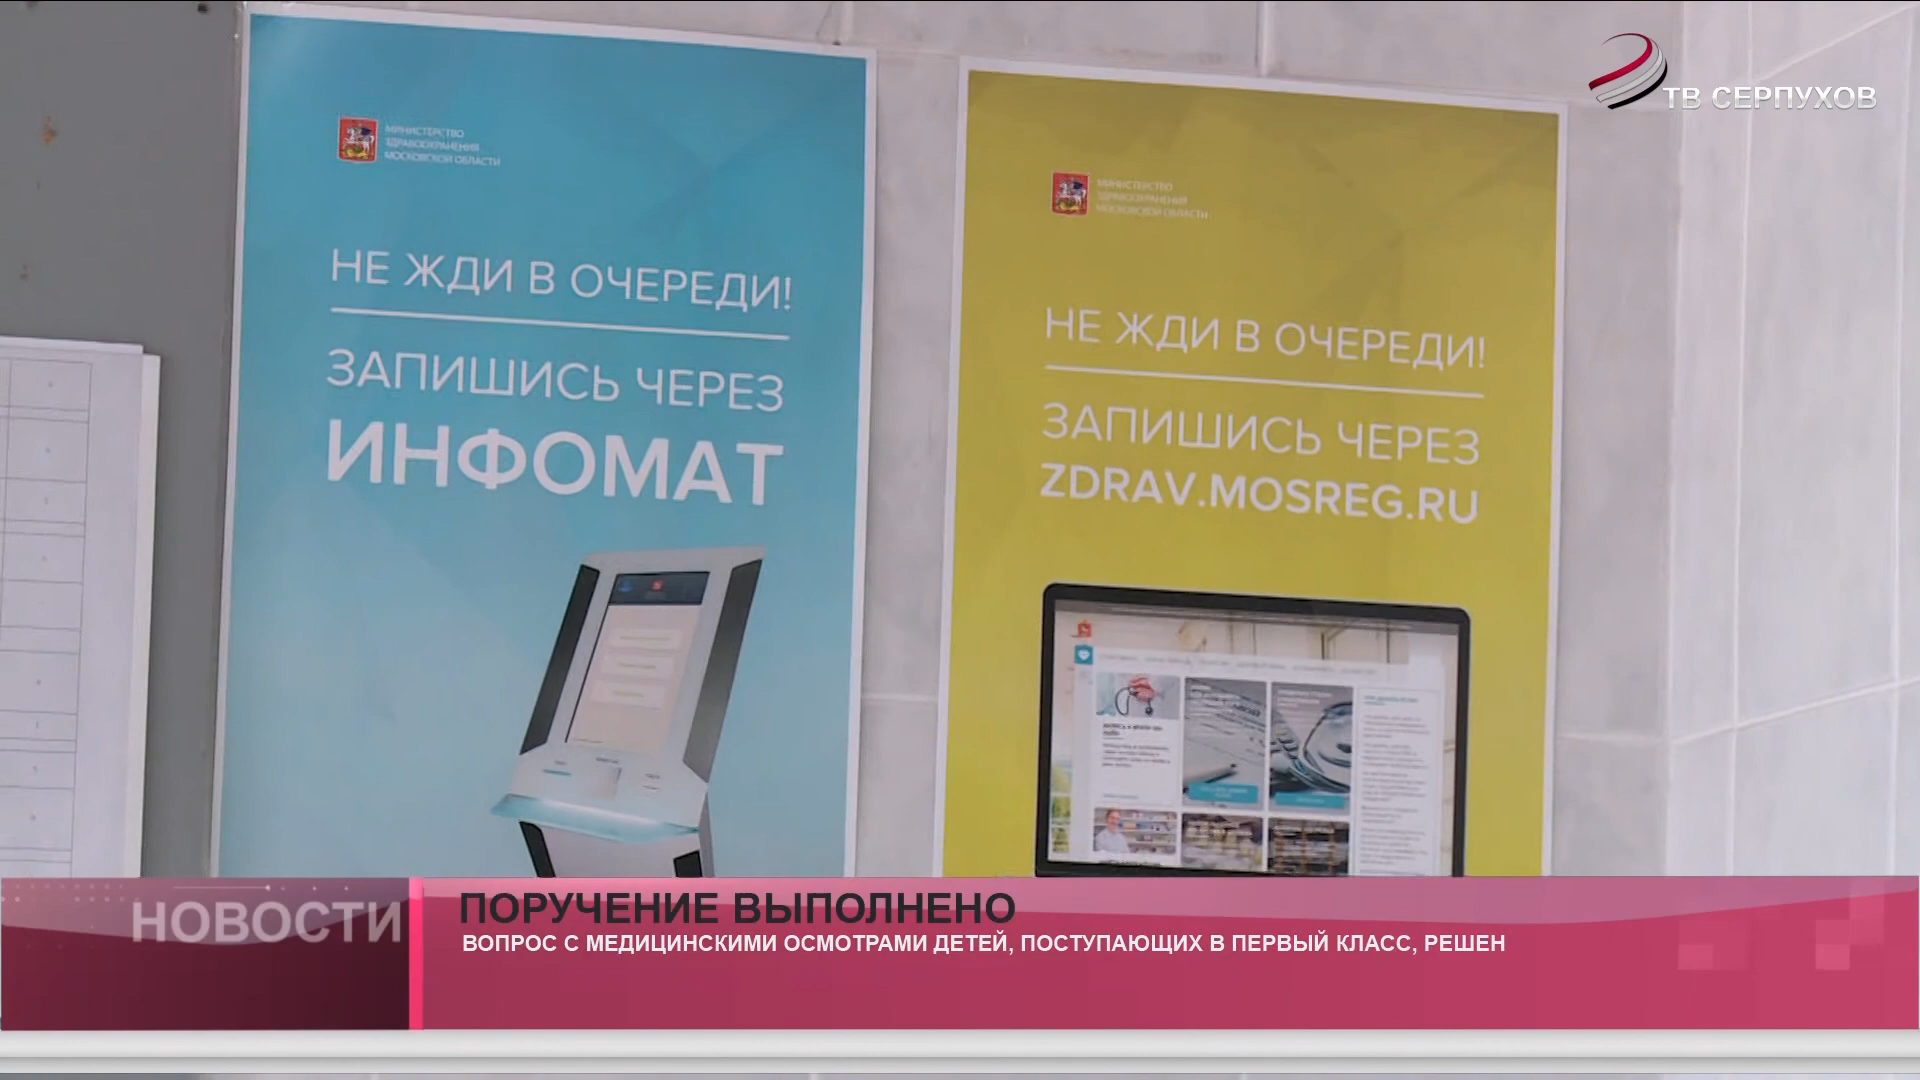 ТВ СЕРПУХОВ
МИНИСТЕРСТВО
ЗДРАВООХРАНЕНИЯ
МОСКОВСКОЙ ОБЛАСТИ
НЕ ЖДИ В ОЧЕРЕДИ!
ЗАПИШИСЬ ЧЕРЕЗ
ИНФОМАТ
МИНИСТЕРСТВО
ЗДРАВООХРАНЕНИЯ
МОСКОВСКОЙ ОБЛАСТИ
НЕ ЖДИ В ОЧЕРЕДИ!
ЗАПИШИСЬ ЧЕРЕЗ
ZDRAV.MOSREG.RU
НОВОСТИ
ПОРУЧЕНИЕ ВЫПОЛНЕНО
ВОПРОС С МЕДИЦИНСКИМИ ОСМОТРАМИ ДЕТЕЙ, ПОСТУПАЮЩИХ В ПЕРВЫЙ КЛАСС, РЕШЕН